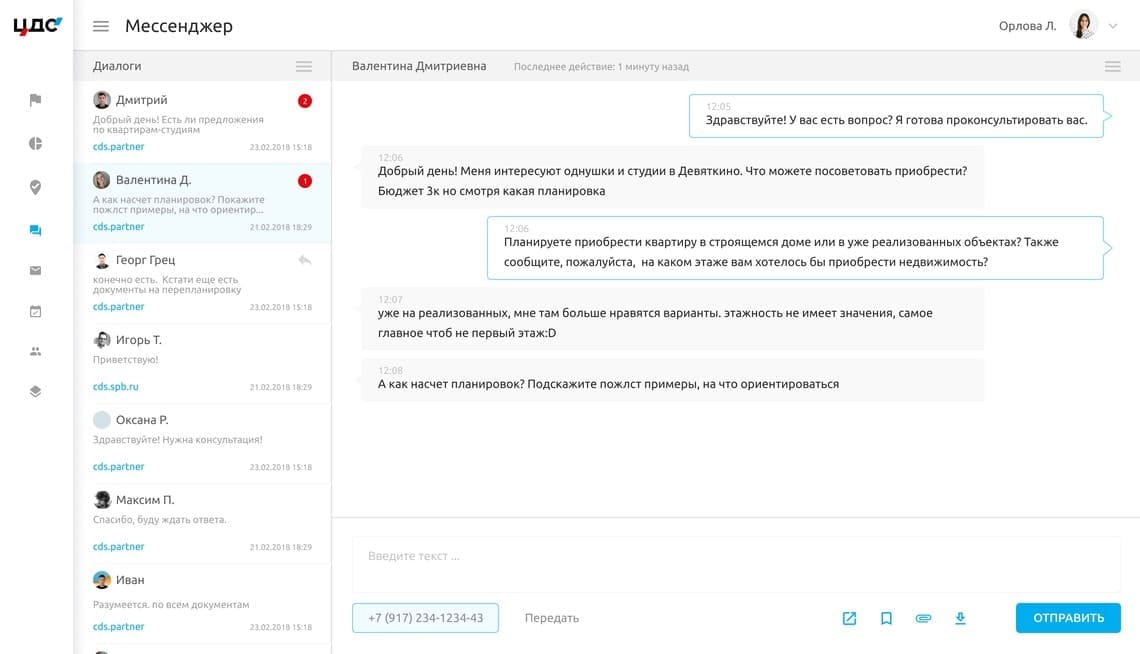 ЦДС
Мессенджер
Орлова Л.
Диалоги
Дмитрий
2
Добрый день! Есть ли предложения
по квартирам-студиям
cds.partner
23.02.2018 15:18
Валентина Д.
1
А как насчет планировок? Покажите
пожлст примеры, на что ориентир...
cds.partner
21.02.2018 18:29
Георг Грец
конечно есть. Кстати еще есть
документы на перепланировку
cds.partner
23.02.2018 15:18
Игорь Т.
Приветствую!
cds.spb.ru
21.02.2018 18:29
Оксана Р.
Здравствуйте! Нужна консультация!
cds.partner
23.02.2018 15:18
Максим П.
Спасибо, буду ждать ответа.
cds.partner
21.02.2018 18:29
Иван
Разумеется. по всем документам
cds.partner
23.02.2018 15:18
Валентина Дмитриевна
Последнее действие: 1 минуту назад
12:05
Здравствуйте! У вас есть вопрос? Я готова проконсультировать вас.
12:06
Добрый день! Меня интересуют однушки и студии в Девяткино. Что можете посоветовать приобрести?
Бюджет 3к но смотря какая планировка
12:06
Планируете приобрести квартиру в строящемся доме или в уже реализованных объектах? Также
сообщите, пожалуйста, на каком этаже вам хотелось бы приобрести недвижимость?
12:07
уже на реализованных, мне там больше нравятся варианты. этажность не имеет значения, самое
главное чтоб не первый этаж:D
12:08
А как насчет планировок? Подскажите пожлст примеры, на что ориентироваться
Введите текст ...
+7 (917) 234-1234-43
Передать
ОТПРАВИТЬ